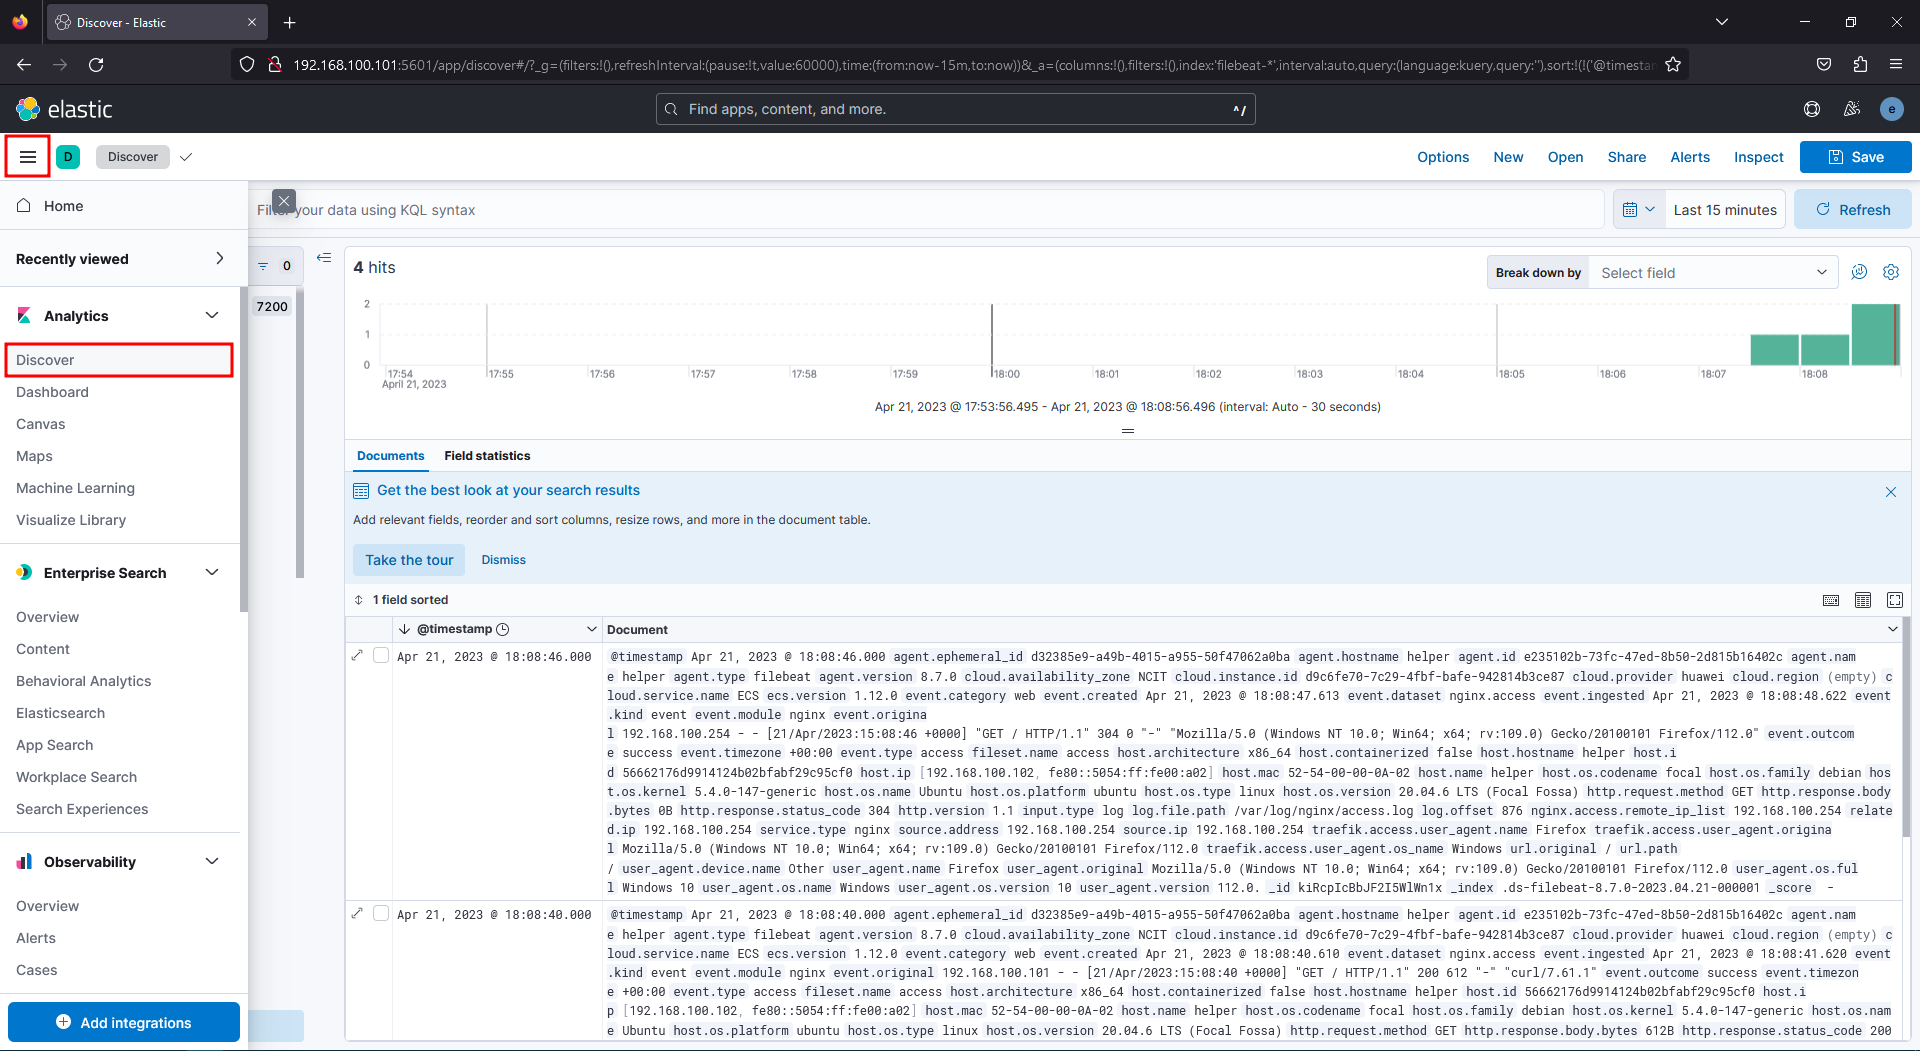 Discover - Elastic
192.168.100.101:5601/app/discover#/?_g=(filters:!(),refreshInterval:(pause:!t,value:60000),time:(from:now-15m,to:now))&_a=(columns:!(),filters:!(),index:'filebeat-*',interval:auto,query:(language:kuery,query:''),sort:!(!('@timestan
elastic
Find apps, content, and more.
^/
e
D
Discover
Options
New
Open
Share
Alerts
Inspect
Save
Home
Filter your data using KQL syntax
Last 15 minutes
Refresh
Recently viewed
Analytics
Discover
Dashboard
Canvas
Maps
Machine Learning
Visualize Library
Enterprise Search
Overview
Content
Behavioral Analytics
Elasticsearch
App Search
Workplace Search
Search Experiences
Observability
Overview
Alerts
Cases
Add integrations
0
7200
4 hits
Break down by
Select field
2
1
0
17:54 17:55 17:56 17:57 17:58 17:59 18:00 18:01 18:02 18:03 18:04 18:05 18:06 18:07 18:08
April 21, 2023
Apr 21, 2023 @ 17:53:56.495 - Apr 21, 2023 @ 18:08:56.496 (interval: Auto - 30 seconds)
Documents
Field statistics
Get the best look at your search results
Add relevant fields, reorder and sort columns, resize rows, and more in the document table.
Take the tour
Dismiss
1 field sorted
@timestamp
Document
Apr 21, 2023 @ 18:08:46.000
@timestamp Apr 21, 2023 @ 18:08:46.000 agent.ephemeral_id d32385e9-a49b-4015-a955-50f47062a0ba agent.hostname helper agent.id e235102b-73fc-47ed-8b50-2d815b16402c agent.nam
e helper agent.type filebeat agent.version 8.7.0 cloud.availability_zone NCIT cloud.instance.id d9c6fe70-7c29-4fbf-bafe-942814b3ce87 cloud.provider huawei cloud.region (empty) c
loud.service.name ECS ecs.version 1.12.0 event.category web event.created Apr 21, 2023 @ 18:08:47.613 event.dataset nginx.access event.ingested Apr 21, 2023 @ 18:08:48.622 event
.kind event event.module nginx event.origina
l 192.168.100.254 - - [21/Apr/2023:15:08:46 +0000] "GET / HTTP/1.1" 304 0 "-" "Mozilla/5.0 (Windows NT 10.0; Win64; x64; rv:109.0) Gecko/20100101 Firefox/112.0" event.outcom
e success event.timezone +00:00 event.type access fileset.name access host.architecture x86_64 host.containerized false host.hostname helper host.i
d 56662176d9914124b02bfabf29c95cf0 host.ip [192.168.100.102, fe80::5054:ff:fe00:a02] host.mac 52-54-00-00-0A-02 host.name helper host.os.codename focal host.os.family debian hos
t.os.kernel 5.4.0-147-generic host.os.name Ubuntu host.os.platform ubuntu host.os.type linux host.os.version 20.04.6 LTS (Focal Fossa) http.request.method GET http.response.body
.bytes 0B http.response.status_code 304 http.version 1.1 input.type log log.file.path /var/log/nginx/access.log log.offset 876 nginx.access.remote_ip_list 192.168.100.254 relate
d.ip 192.168.100.254 service.type nginx source.address 192.168.100.254 source.ip 192.168.100.254 traefik.access.user_agent.name Firefox traefik.access.user_agent.origina
l Mozilla/5.0 (Windows NT 10.0; Win64; x64; rv:109.0) Gecko/20100101 Firefox/112.0 traefik.access.user_agent.os_name Windows url.original / url.path
/ user_agent.device.name Other user_agent.name Firefox user_agent.original Mozilla/5.0 (Windows NT 10.0; Win64; x64; rv:109.0) Gecko/20100101 Firefox/112.0 user_agent.os.ful
l Windows 10 user_agent.os.name Windows user_agent.os.version 10 user_agent.version 112.0. _id kiRcpIcBbJF2I5WlWn1x _index .ds-filebeat-8.7.0-2023.04.21-000001 _score -
Apr 21, 2023 @ 18:08:40.000
@timestamp Apr 21, 2023 @ 18:08:40.000 agent.ephemeral_id d32385e9-a49b-4015-a955-50f47062a0ba agent.hostname helper agent.id e235102b-73fc-47ed-8b50-2d815b16402c agent.nam
e helper agent.type filebeat agent.version 8.7.0 cloud.availability_zone NCIT cloud.instance.id d9c6fe70-7c29-4fbf-bafe-942814b3ce87 cloud.provider huawei cloud.region (empty) c
loud.service.name ECS ecs.version 1.12.0 event.category web event.created Apr 21, 2023 @ 18:08:40.610 event.dataset nginx.access event.ingested Apr 21, 2023 @ 18:08:41.620 event
.kind event event.module nginx event.original 192.168.100.101 - - [21/Apr/2023:15:08:40 +0000] "GET / HTTP/1.1" 200 612 "-" "curl/7.61.1" event.outcome success event.timezon
e +00:00 event.type access fileset.name access host.architecture x86_64 host.containerized false host.hostname helper host.id 56662176d9914124b02bfabf29c95cf0 host.i
p [192.168.100.102, fe80::5054:ff:fe00:a02] host.mac 52-54-00-00-0A-02 host.name helper host.os.codename focal host.os.family debian host.os.kernel 5.4.0-147-generic host.os.nam
e Ubuntu host.os.platform ubuntu host.os.type linux host.os.version 20.04.6 LTS (Focal Fossa) http.request.method GET http.response.body.bytes 612B http.response.status_code 200